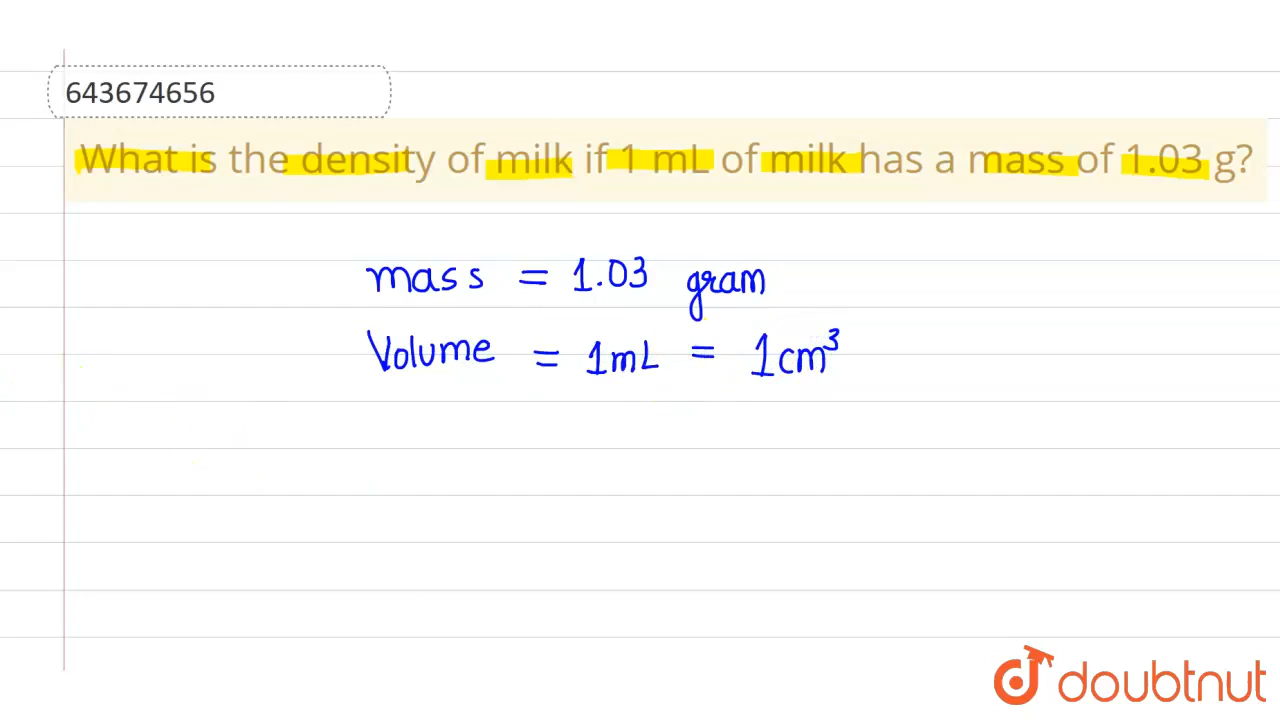 643674656
What is the density of milk if 1 mL of milk has a mass of 1.03 g?
mass = 1.03 gram
Volume = 1mL = 1cm³
doubtnut